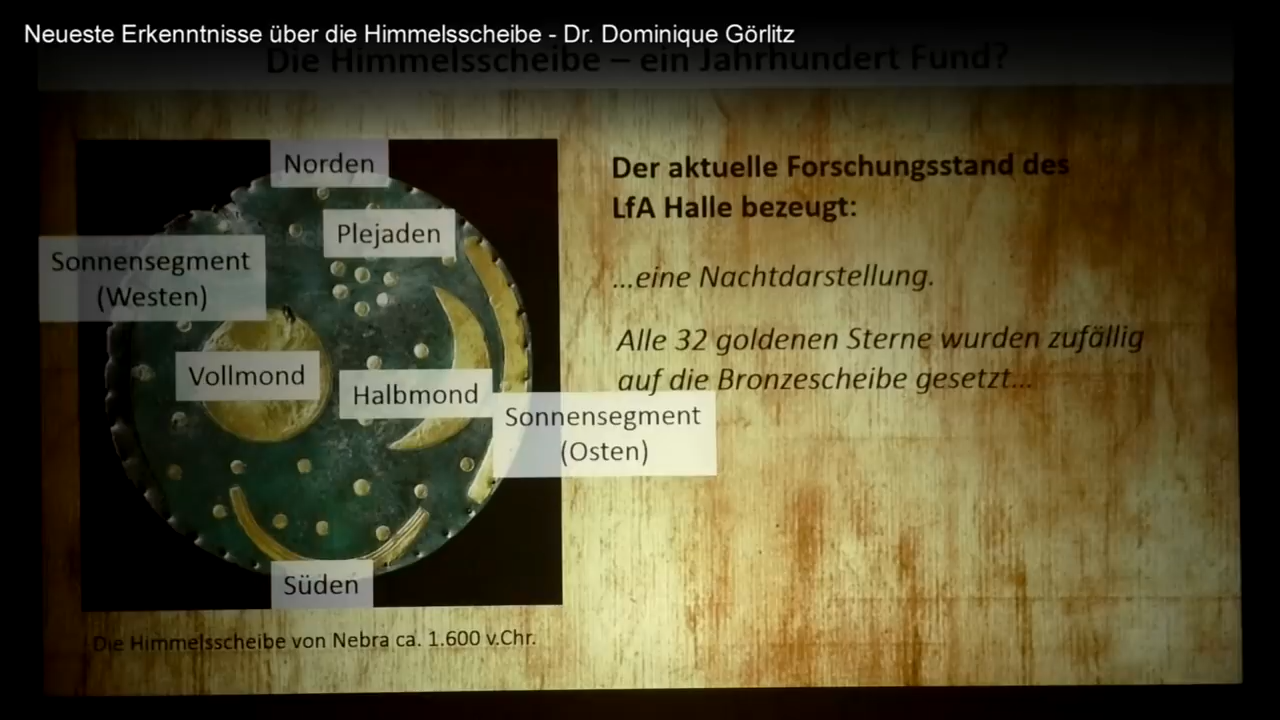 Neueste Erkenntnisse über die Himmelsscheibe - Dr. Dominique Görlitz
Die Himmelsscheibe – ein Jahrhundert Fund?
Norden
Plejaden
Sonnensegment
(Westen)
Vollmond
Halbmond
Sonnensegment
(Osten)
Süden
Die Himmelsscheibe von Nebra ca. 1.600 v.Chr.
Der aktuelle Forschungsstand des
LfA Halle bezeugt:
...eine Nachtdarstellung.
Alle 32 goldenen Sterne wurden zufällig
auf die Bronzescheibe gesetzt...